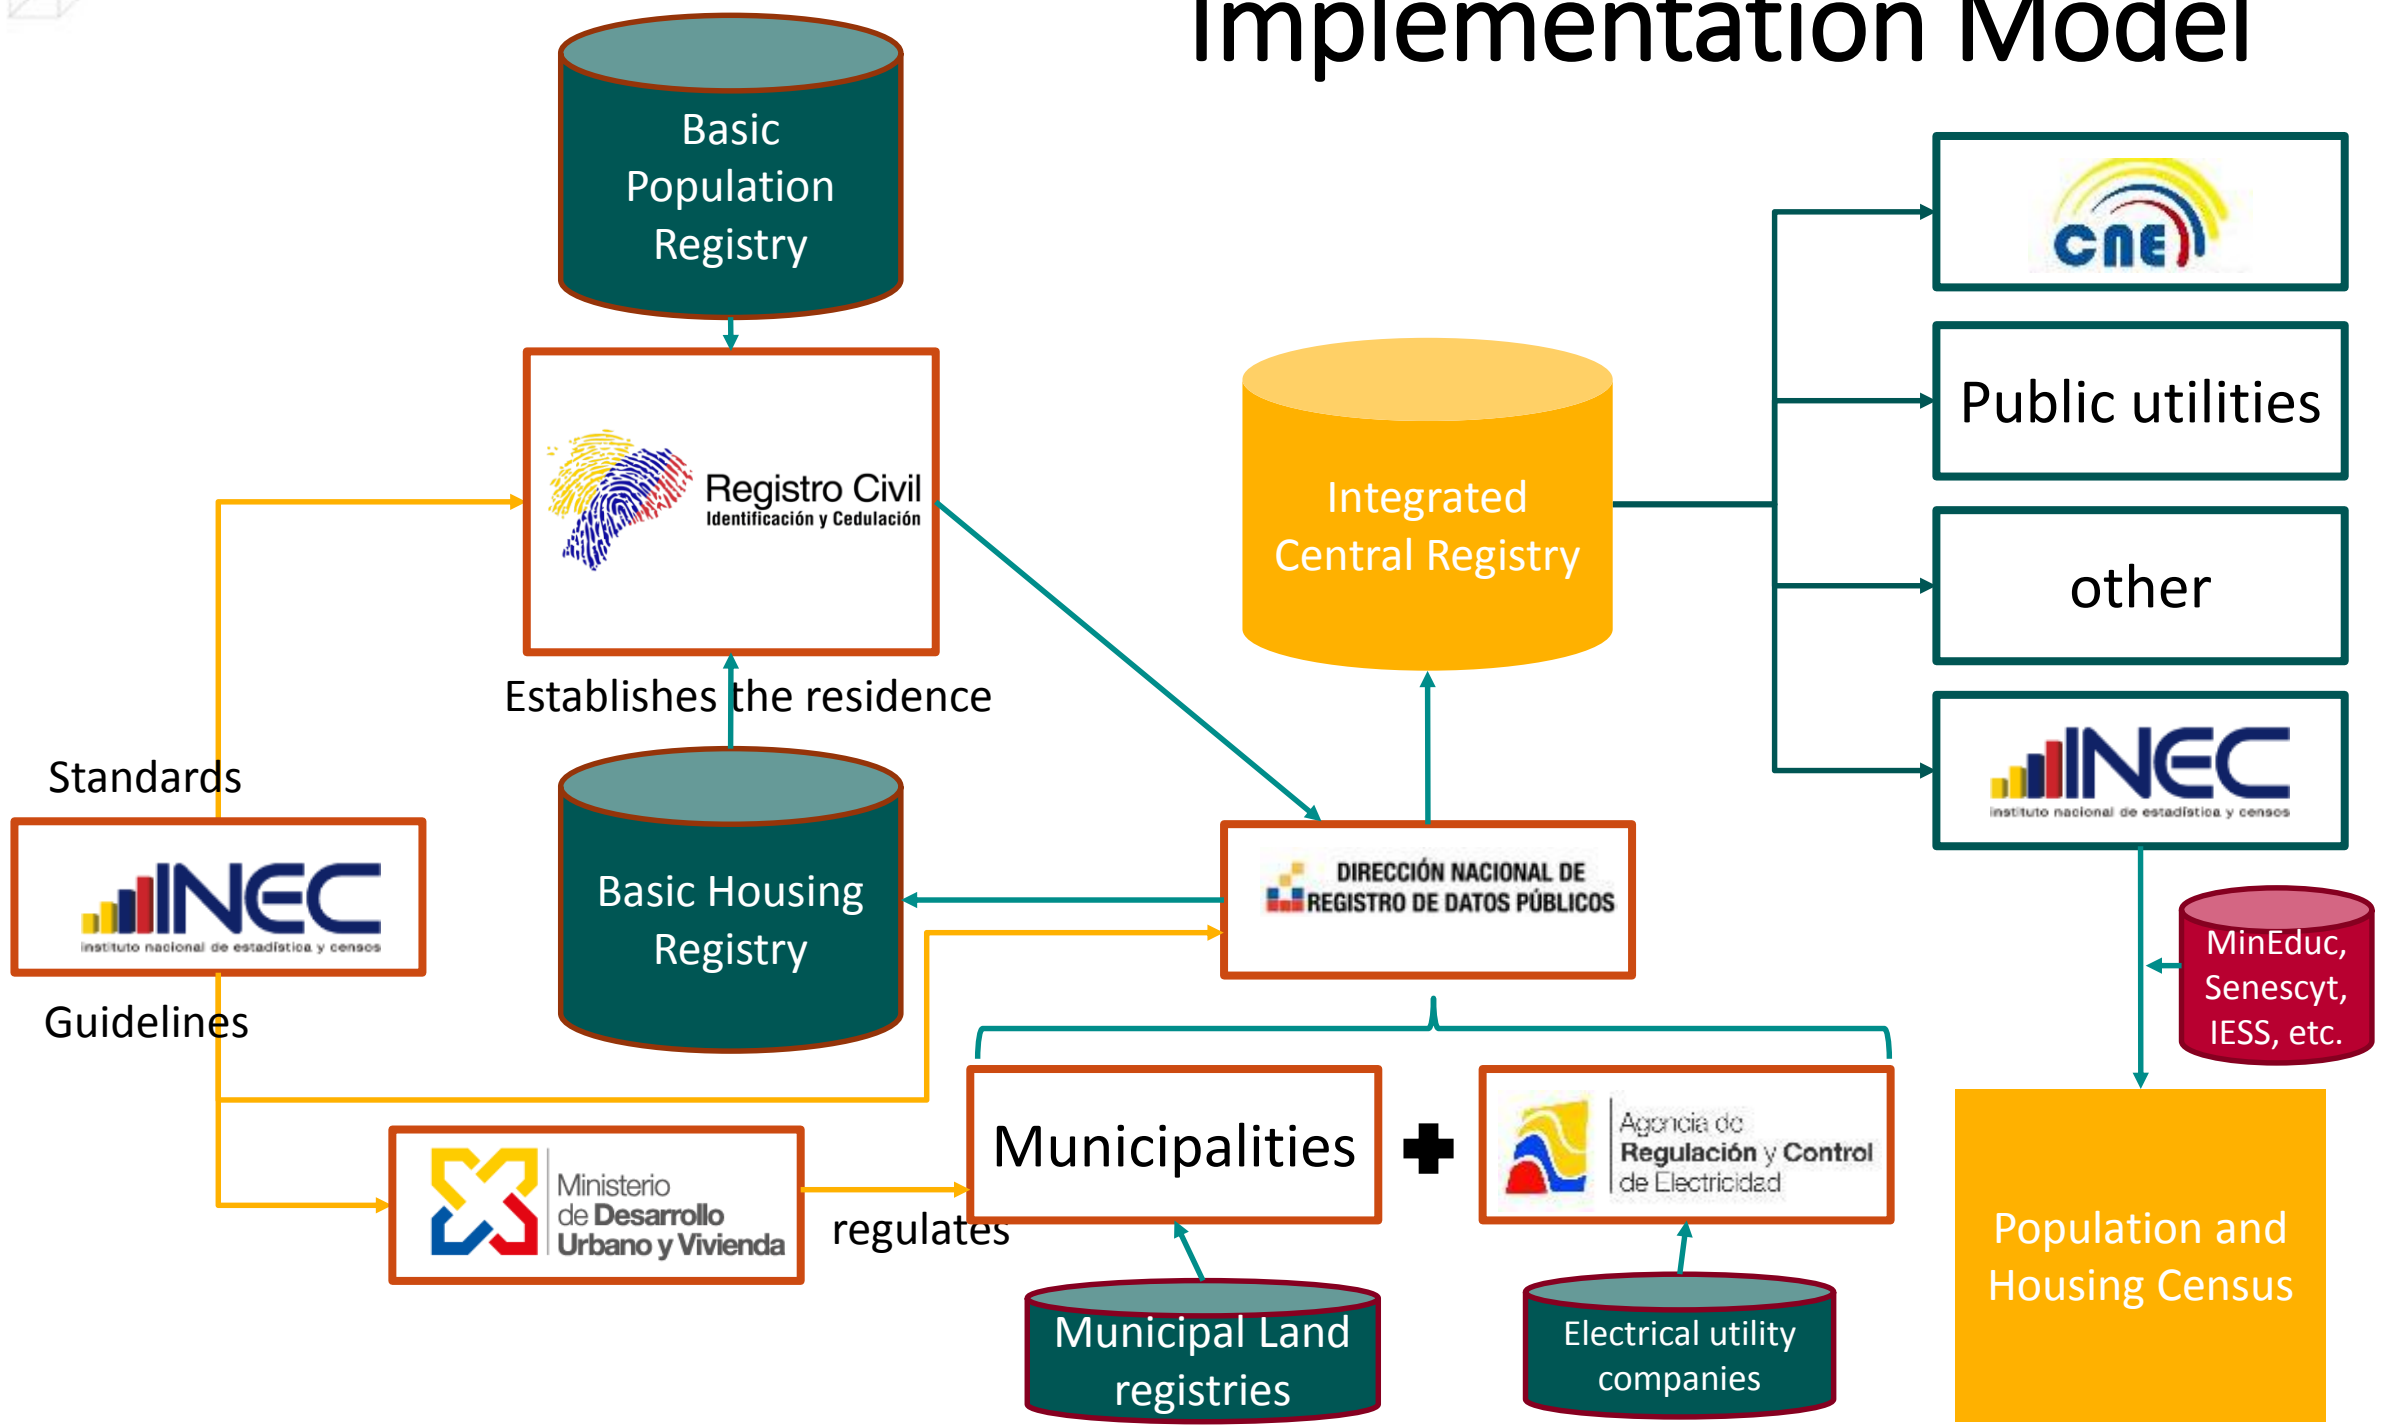 Implementation Model
Basic
Population
Registry
CNE
Public utilities
Registro Civil
Identificación y Cedulación
Integrated
Central Registry
other
Establishes the residence
INEC
instituto nacional de estadística y censos
Standards
INEC
instituto nacional de estadística y censos
Guidelines
Basic Housing
Registry
DIRECCIÓN NACIONAL DE
REGISTRO DE DATOS PÚBLICOS
MinEduc,
Senescyt,
IESS, etc.
Ministerio
de Desarrollo
Urbano y Vivienda
regulates
Municipalities
Agencia de
Regulación y Control
de Electricidad
Municipal Land
registries
Electrical utility
companies
Population and
Housing Census